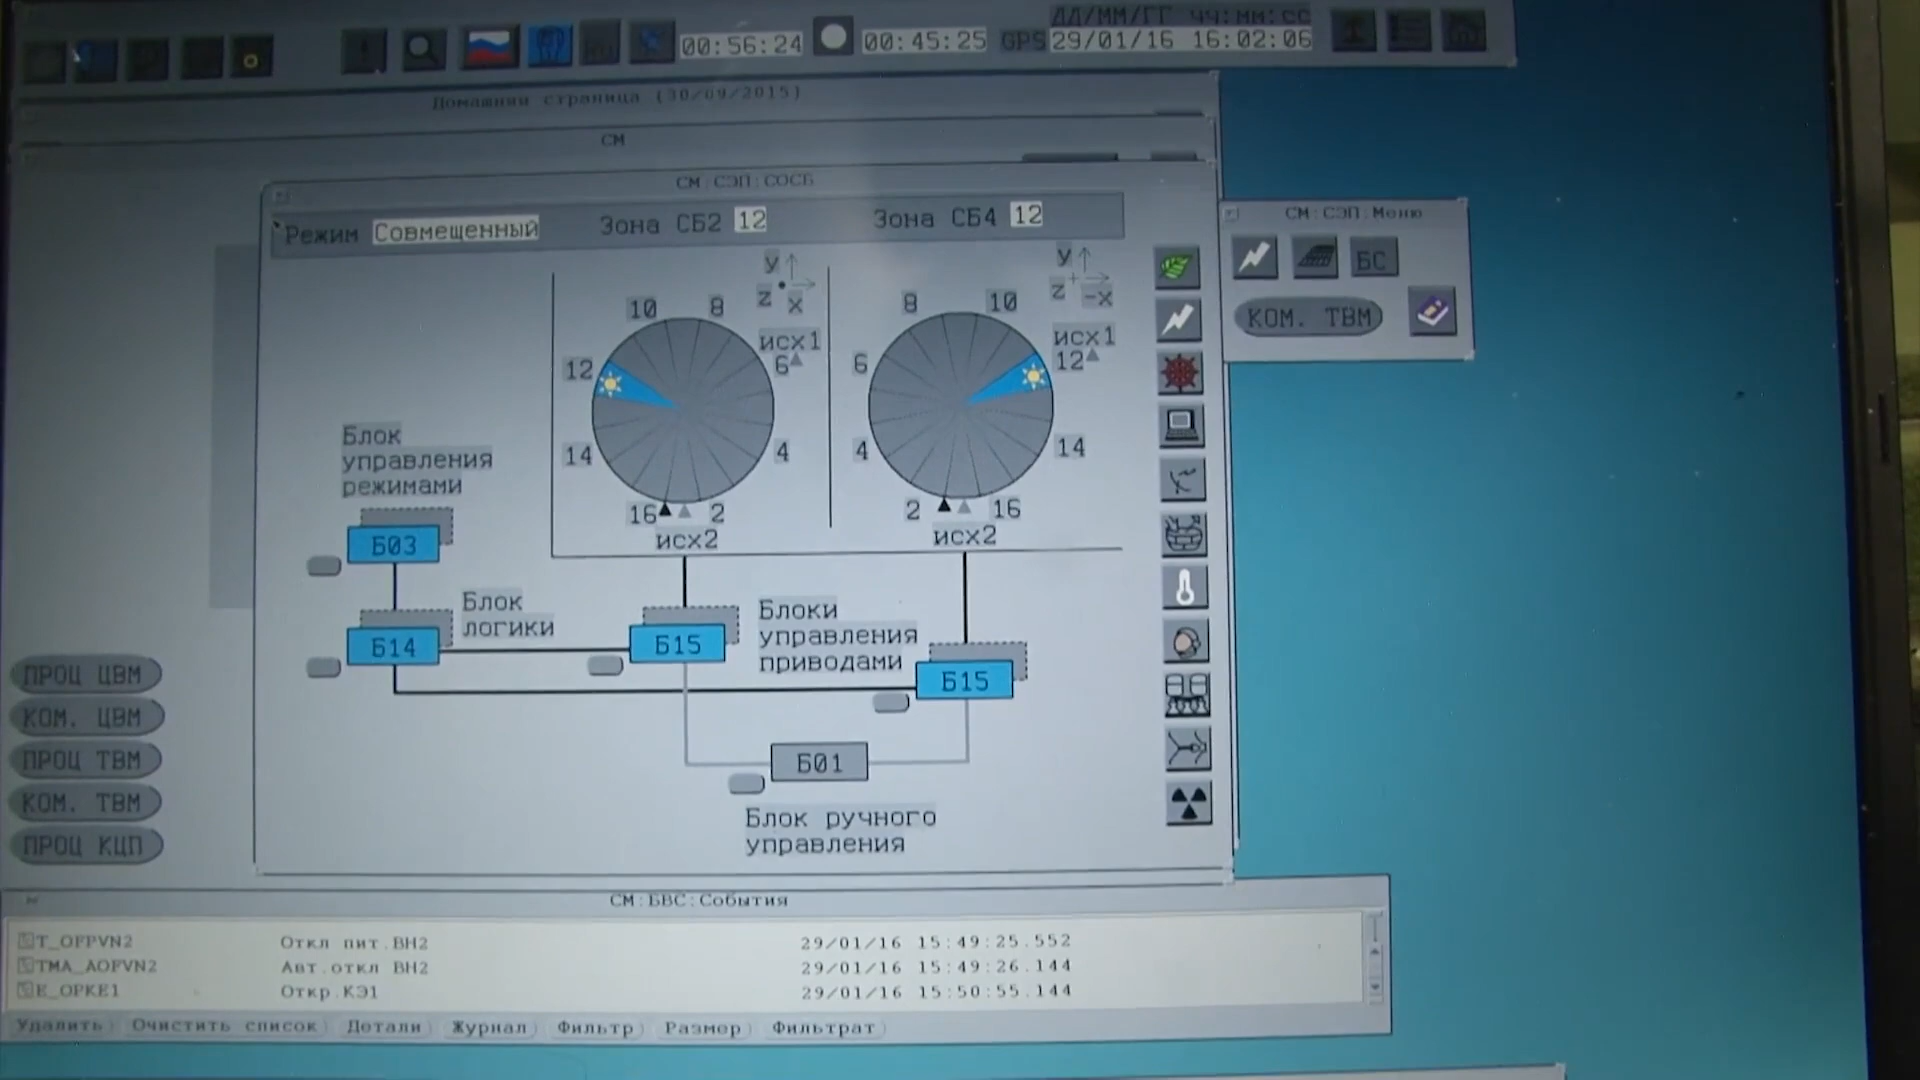 ДД/ММ/ГГ чч:мм:сс
00:56:24 00:45:25 GPS 29/01/16 16:02:06
Домашняя страница (30/09/2015)
СМ
СМ:СЭП:СОСБ
Режим Совмещенный Зона СБ2 12 Зона СБ4 12
СМ:СЭП:Меню
БС
КОМ. ТВМ
y z x
y z -x
10 8
8 10
исх1
исх1
12 6
6 12
14 4
4 14
16 2
2 16
исх2
исх2
Блок
управления
режимами
Б03
Блок
логики
Б14
Б15
Блоки
управления
приводами
Б15
Б01
Блок ручного
управления
ПРОЦ ЦВМ
КОМ. ЦВМ
ПРОЦ ТВМ
КОМ. ТВМ
ПРОЦ КЦП
СМ:БВС:События
T_OFPVN2 Откл пит.ВН2 29/01/16 15:49:25.552
TMA_AOFVN2 Авт.откл ВН2 29/01/16 15:49:26.144
E_OPKE1 Откр.КЭ1 29/01/16 15:50:55.144
Удалить Очистить список Детали Журнал Фильтр Размер Фильтрат